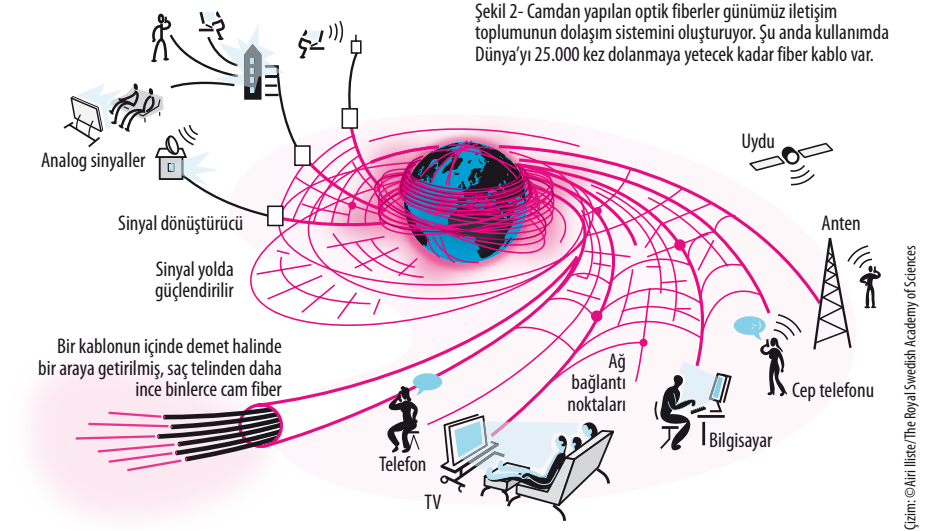 Şekil 2- Camdan yapılan optik fiberler günümüz iletişim
toplumunun dolaşım sistemini oluşturuyor. Şu anda kullanımda
Dünya’yı 25.000 kez dolanmaya yetecek kadar fiber kablo var.
Analog sinyaller
Uydu
Sinyal dönüştürücü
Anten
Sinyal yolda
güçlendirilir
Bir kablonun içinde demet halinde
bir araya getirilmiş, saç telinden daha
ince binlerce cam fiber
Ağ
bağlantı
noktaları
Cep telefonu
Bilgisayar
Telefon
TV
Çizim: ©Airi Iliste/The Royal Swedish Academy of Sciences